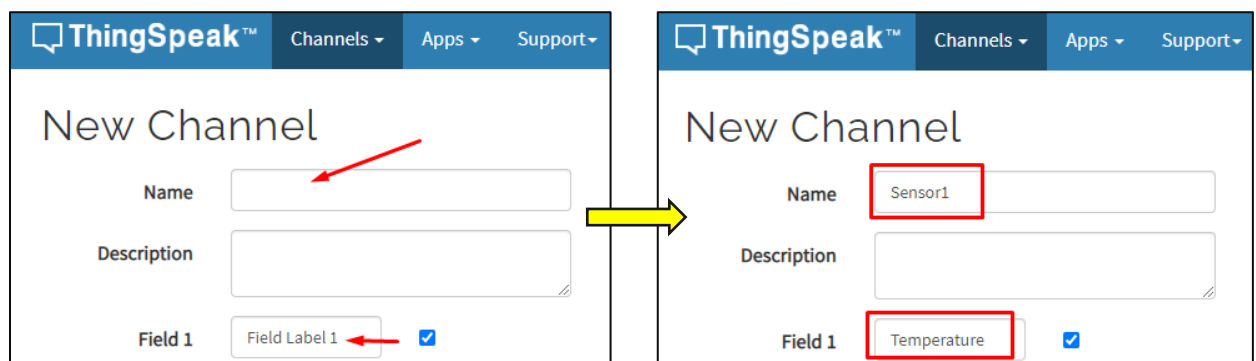 ThingSpeak™ Channels Apps Support
New Channel
Name
Description
Field 1 Field Label 1
ThingSpeak™ Channels Apps Support
New Channel
Name Sensor1
Description
Field 1 Temperature